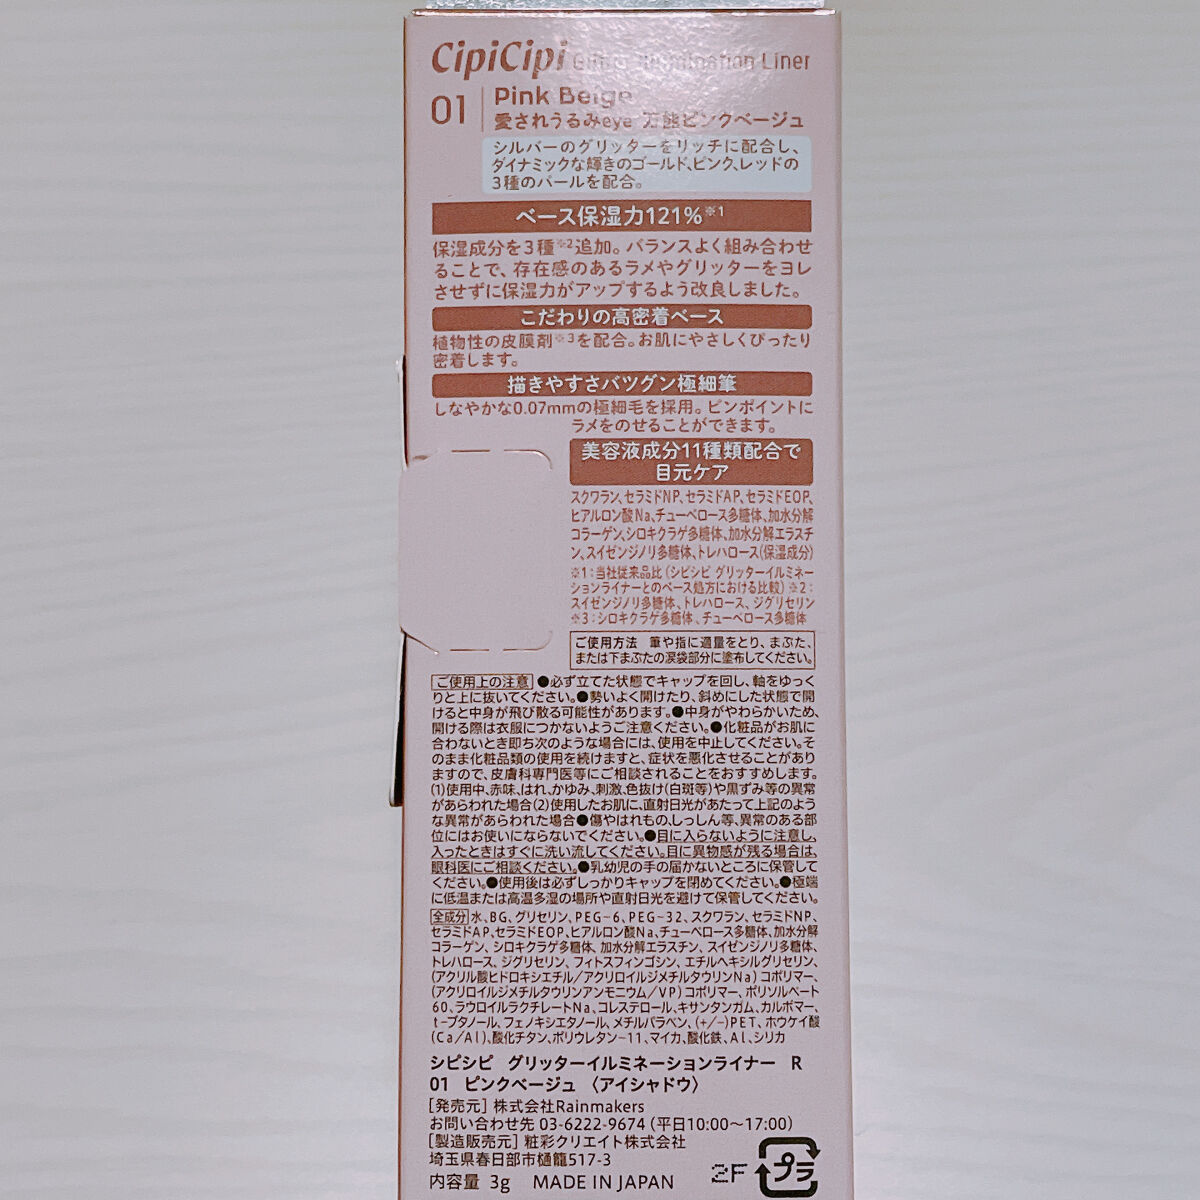 CipiCipi Glitter Illumination Liner
01 Pink Beige
愛されうるみeye 万能ピンクベージュ
シルバーのグリッターをリッチに配合し、
ダイナミックな輝きのゴールド、ピンク、レッドの
3種のパールを配合。
ベース保湿力121%※1
保湿成分を3種※2追加。バランスよく組み合わせ
ることで、存在感のあるラメやグリッターをヨレ
させずに保湿力がアップするよう改良しました。
こだわりの高密着ベース
植物性の皮膜剤※3を配合。お肌にやさしくぴったり
密着します。
描きやすさバツグン極細筆
しなやかな0.07mmの極細毛を採用。ピンポイントに
ラメをのせることができます。
美容液成分11種類配合で
目元ケア
スクワラン、セラミドNP、セラミドAP、セラミドEOP、
ヒアルロン酸Na、チューベロース多糖体、加水分解
コラーゲン、シロキクラゲ多糖体、加水分解エラスチ
ン、スイゼンジノリ多糖体、トレハロース(保湿成分)
※1:当社従来品比(シピシピ グリッターイルミネー
ションライナーとのベース処方における比較)※2:
スイゼンジノリ多糖体、トレハロース、ジグリセリン
※3:シロキクラゲ多糖体、チューベロース多糖体
ご使用方法 筆や指に適量をとり、まぶた、
または下まぶたの涙袋部分に塗布してください。
ご使用上の注意 ●必ず立てた状態でキャップを回し、軸をゆっく
りと上に抜いてください。●勢いよく開けたり、斜めにした状態で開
けると中身が飛び散る可能性があります。●中身がやわらかいため、
開ける際は衣服につかないようご注意ください。●化粧品がお肌に
合わないとき即ち次のような場合には、使用を中止してください。そ
のまま化粧品類の使用を続けますと、症状を悪化させることがあり
ますので、皮膚科専門医等にご相談されることをおすすめします。
(1)使用中、赤味、はれ、かゆみ、刺激、色抜け(白斑等)や黒ずみ等の異常
があらわれた場合(2)使用したお肌に、直射日光があたって上記のよう
な異常があらわれた場合●傷やはれもの、しっしん等、異常のある部
位にはお使いにならないでください。●目に入らないように注意し、
入ったときはすぐに洗い流してください。目に異物感が残る場合は、
眼科医にご相談ください。●乳幼児の手の届かないところに保管して
ください。●使用後は必ずしっかりキャップを閉めてください。●極端
に低温または高温多湿の場所や直射日光を避けて保管してください。
全成分 水、BG、グリセリン、PEG-6、PEG-32、スクワラン、セラミドNP、
セラミドAP、セラミドEOP、ヒアルロン酸Na、チューベロース多糖体、加水分解
コラーゲン、シロキクラゲ多糖体、加水分解エラスチン、スイゼンジノリ多糖体、
トレハロース、ジグリセリン、フィトスフィンゴシン、エチルヘキシルグリセリン、
(アクリル酸ヒドロキシエチル/アクリロイルジメチルタウリンNa)コポリマー、
(アクリロイルジメチルタウリンアンモニウム/VP)コポリマー、ポリソルベート
60、ラウロイルラクチレートNa、コレステロール、キサンタンガム、カルボマー、
t-ブタノール、フェノキシエタノール、メチルパラベン、(+/-)PET、ホウケイ酸
(Ca/Al)、酸化チタン、ポリウレタン-11、マイカ、酸化鉄、Al、シリカ
シピシピ グリッターイルミネーションライナー R
01 ピンクベージュ 〈アイシャドウ〉
[発売元] 株式会社Rainmakers
お問い合わせ先 03-6222-9674 (平日10:00〜17:00)
[製造販売元] 粧彩クリエイト株式会社
埼玉県春日部市樋籠517-3
内容量 3g MADE IN JAPAN
2F プラ